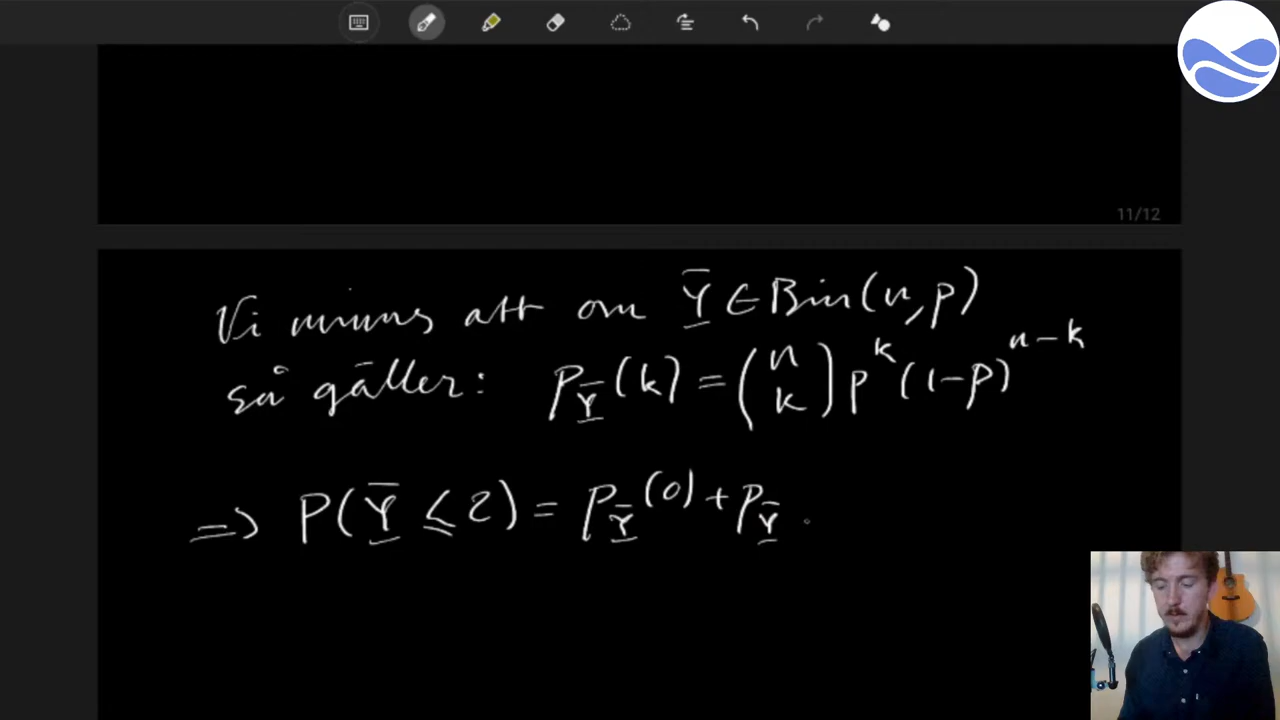 11/12
Vi minns att om Y ∈ Bin(n, p)
så gäller: p_Y(k) = (n k) p^k (1-p)^(n-k)
=> P(Y ≤ 2) = p_Y(0) + p_Y